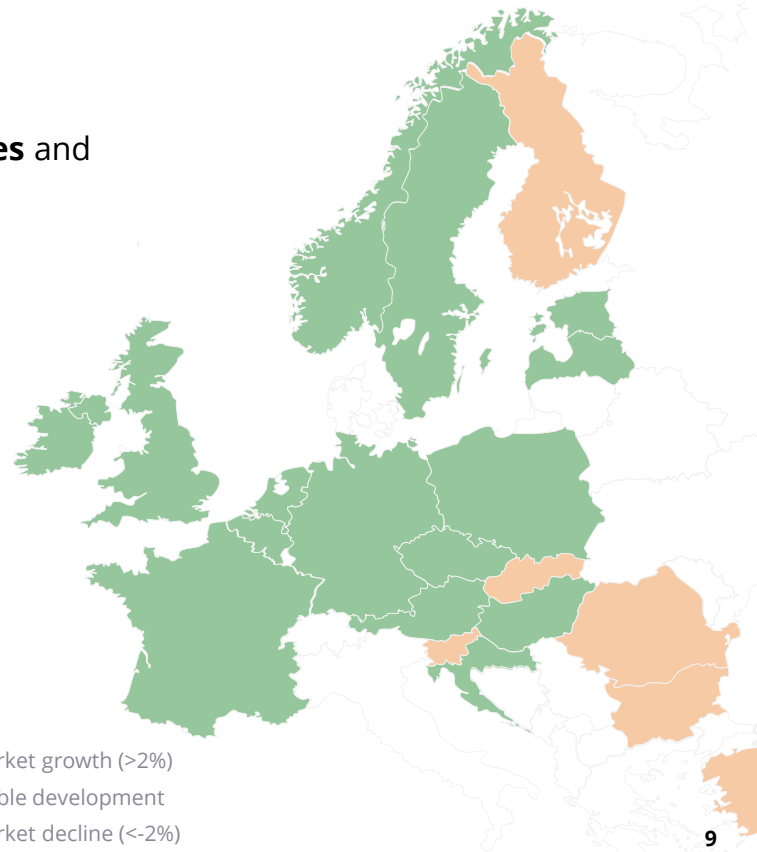 es and
rket growth (>2%)
ble development
rket decline (<-2%)
9